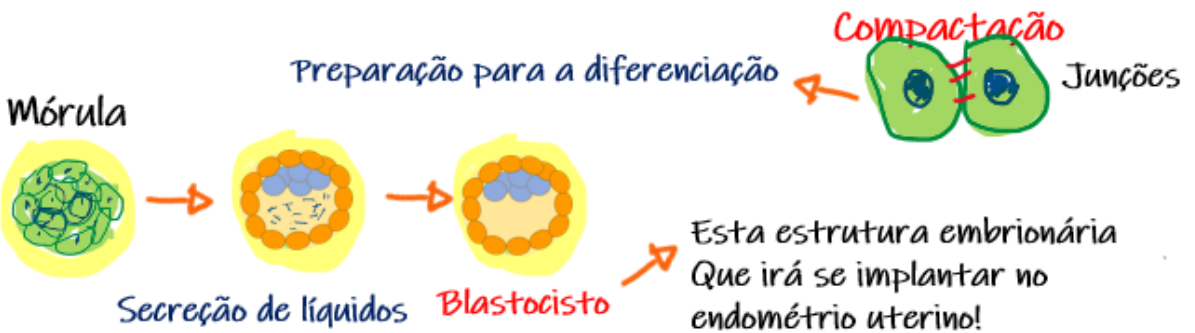 Compactação
Preparação para a diferenciação
Junções
Mórula
Secreção de líquidos
Blastocisto
Esta estrutura embrionária
Que irá se implantar no
endométrio uterino!